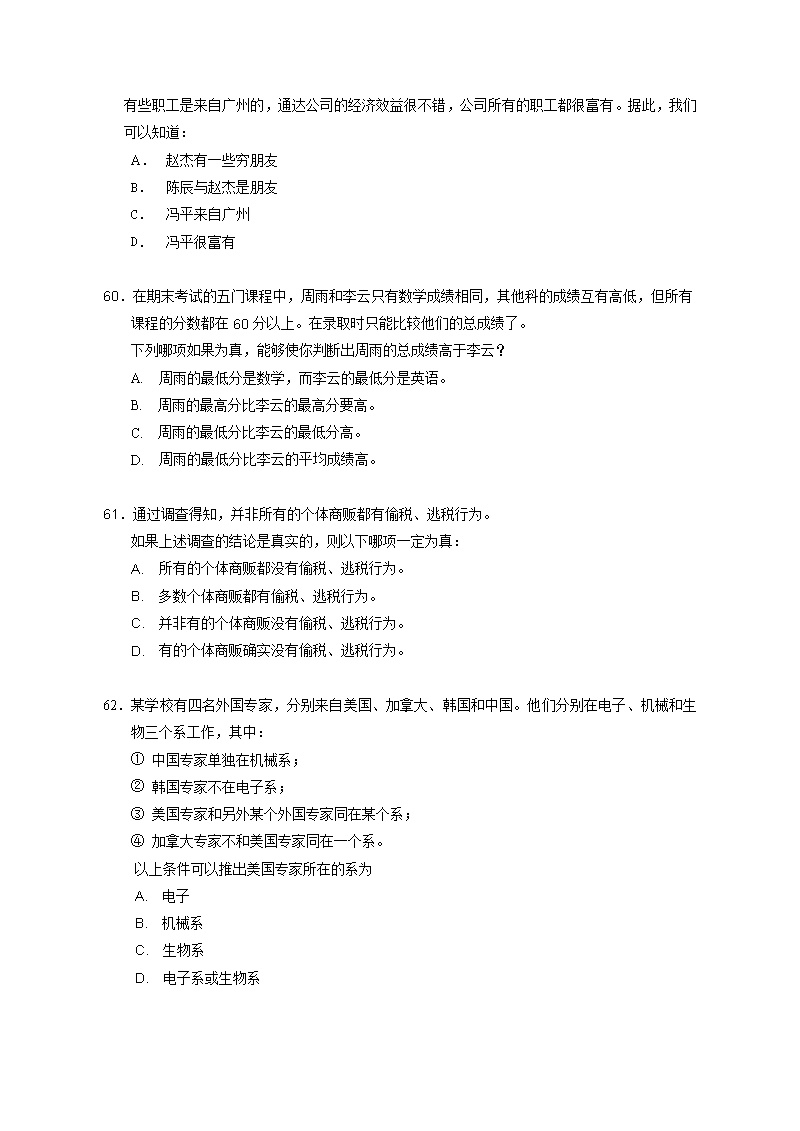 有些职工是来自广州的，通达公司的经济效益很不错，公司所有的职工都很富有。据此，我们
可以知道：
A． 赵杰有一些穷朋友
B． 陈辰与赵杰是朋友
C． 冯平来自广州
D． 冯平很富有
60．在期末考试的五门课程中，周雨和李云只有数学成绩相同，其他科的成绩互有高低，但所有
课程的分数都在 60 分以上。在录取时只能比较他们的总成绩了。
下列哪项如果为真，能够使你判断出周雨的总成绩高于李云？
A. 周雨的最低分是数学，而李云的最低分是英语。
B. 周雨的最高分比李云的最高分要高。
C. 周雨的最低分比李云的最低分高。
D. 周雨的最低分比李云的平均成绩高。
61．通过调查得知，并非所有的个体商贩都有偷税、逃税行为。
如果上述调查的结论是真实的，则以下哪项一定为真：
A. 所有的个体商贩都没有偷税、逃税行为。
B. 多数个体商贩都有偷税、逃税行为。
C. 并非有的个体商贩没有偷税、逃税行为。
D. 有的个体商贩确实没有偷税、逃税行为。
62．某学校有四名外国专家，分别来自美国、加拿大、韩国和中国。他们分别在电子、机械和生
物三个系工作，其中：
① 中国专家单独在机械系；
② 韩国专家不在电子系；
③ 美国专家和另外某个外国专家同在某个系；
④ 加拿大专家不和美国专家同在一个系。
以上条件可以推出美国专家所在的系为
A. 电子
B. 机械系
C. 生物系
D. 电子系或生物系